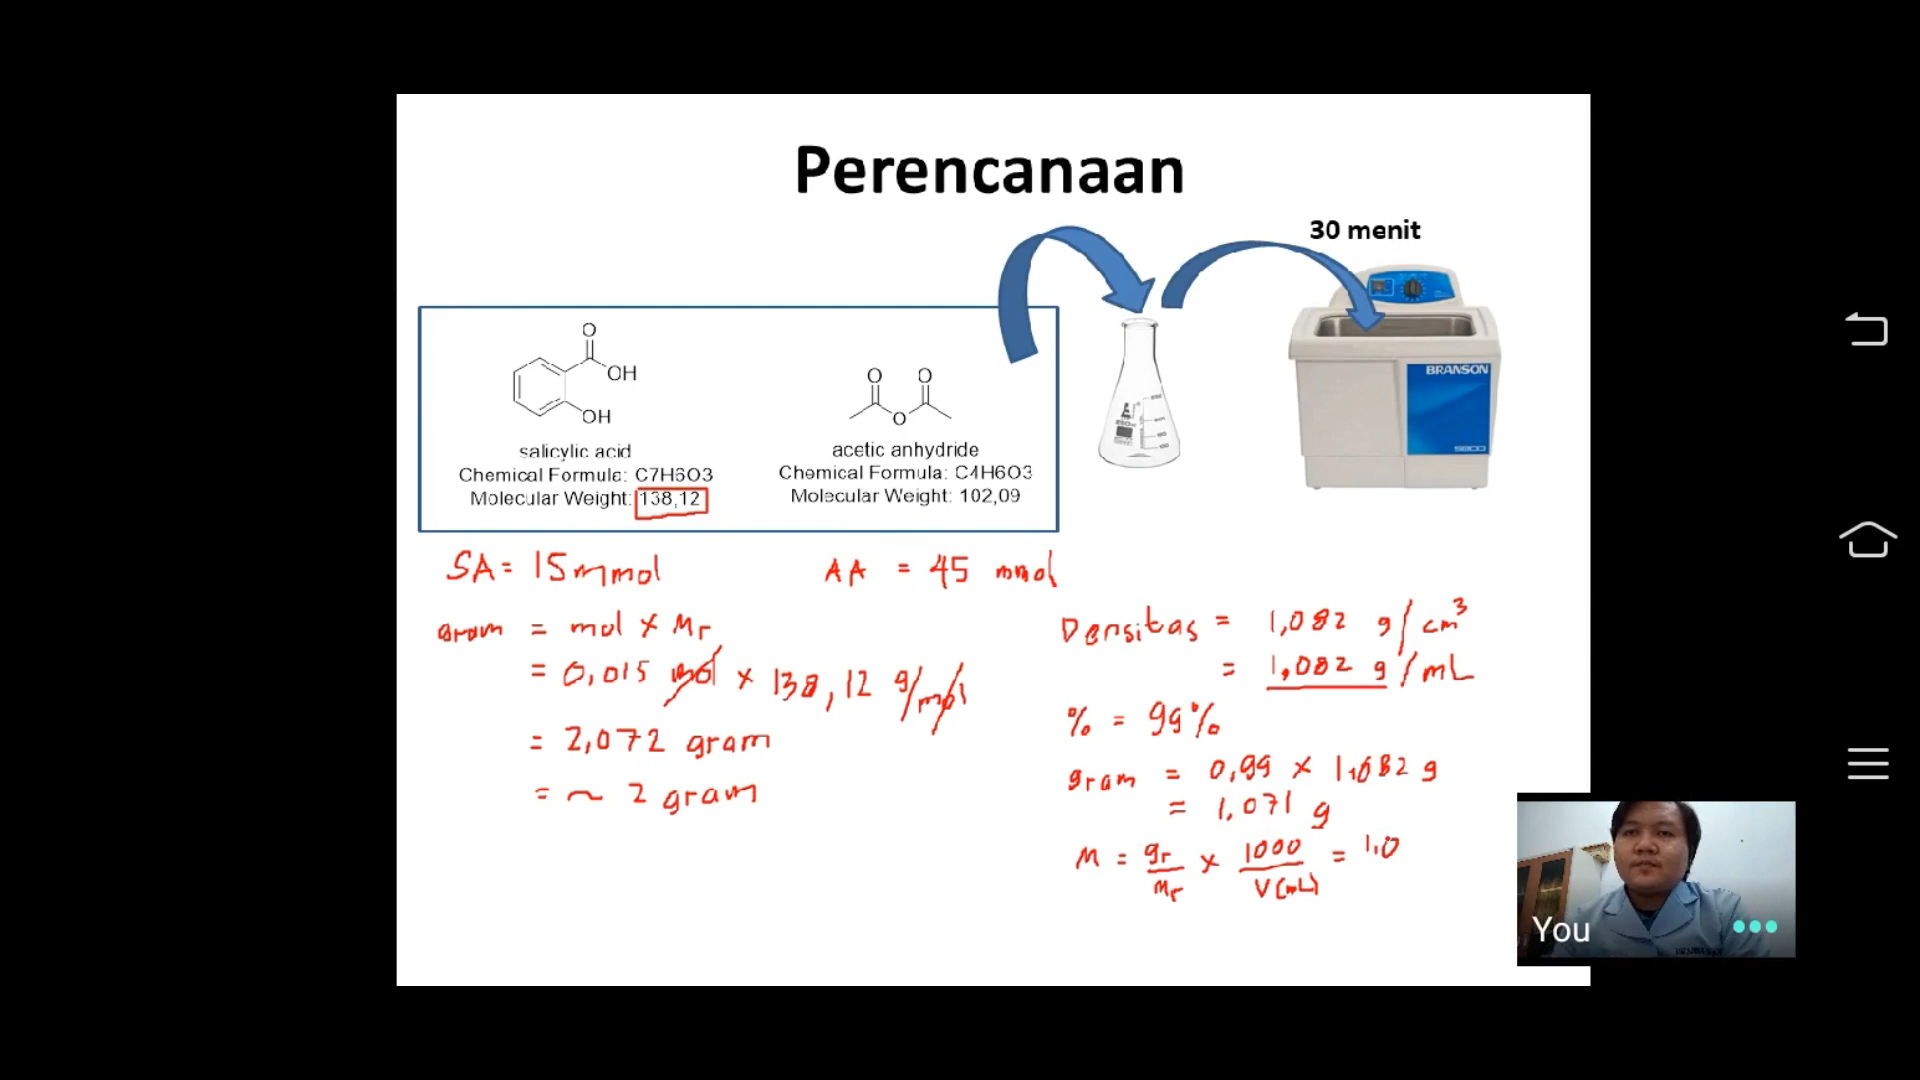 Perencanaan
30 menit
O
OH
OH
O O
O
salicylic acid
Chemical Formula: C7H6O3
Molecular Weight: 138,12
acetic anhydride
Chemical Formula: C4H6O3
Molecular Weight: 102,09
BRANSON
5800
SA = 15 mmol
gram = mol x Mr
= 0,015 mol x 138,12 g/mol
= 2,072 gram
= ~ 2 gram
AA = 45 mmol
Densitas = 1,082 g/cm³
= 1,082 g/mL
% = 99%
gram = 0,99 x 1,082 g
= 1,071 g
M = gr/Mr x 1000/V(mL) = 1,0
You